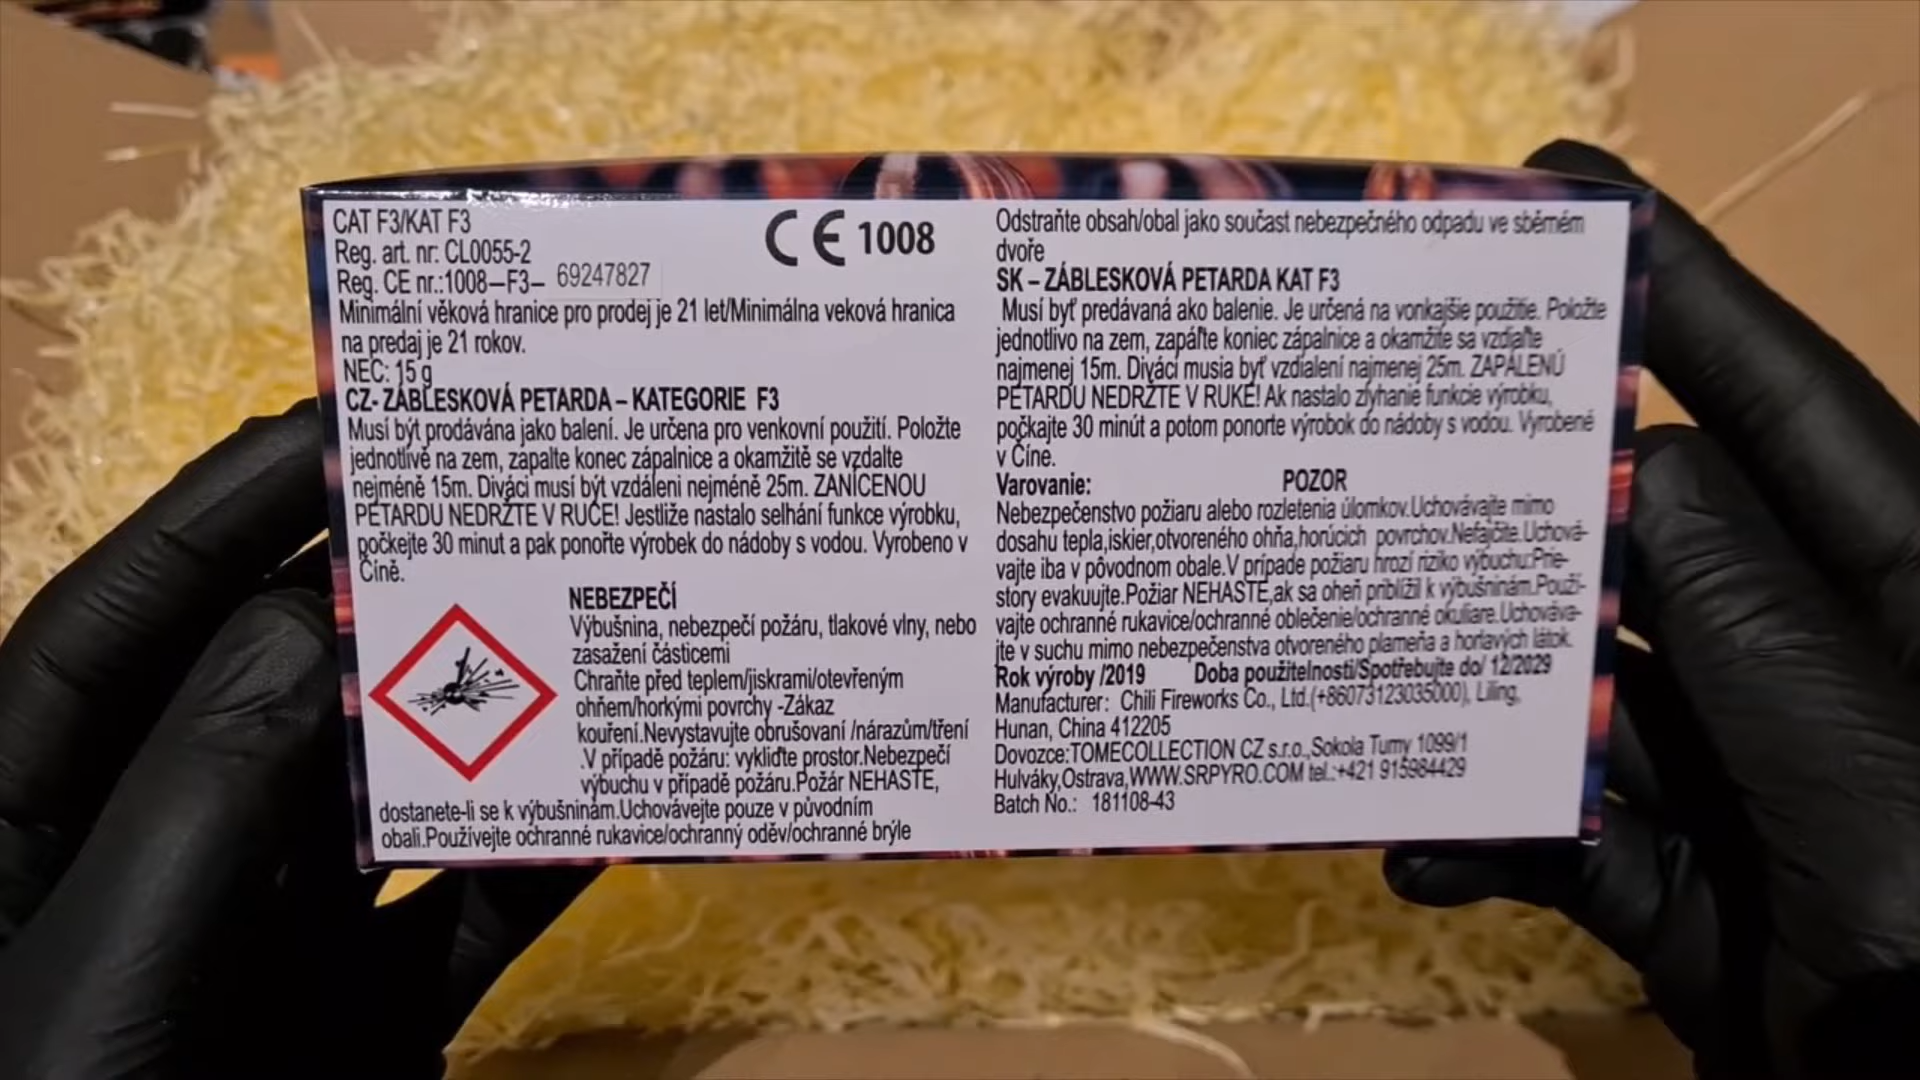 CAT F3/KAT F3
Reg. art. nr: CL0055-2
Reg. CE nr.:1008–F3– 69247827
CE 1008
Minimální věková hranice pro prodej je 21 let/Minimálna veková hranica
na predaj je 21 rokov.
NEC: 15 g
CZ- ZÁBLESKOVÁ PETARDA – KATEGORIE F3
Musí být prodávána jako balení. Je určena pro venkovní použití. Položte
jednotlivě na zem, zapalte konec zápalnice a okamžitě se vzdalte
nejméně 15m. Diváci musí být vzdáleni nejméně 25m. ZANÍCENOU
PETARDU NEDRŽTE V RUCE! Jestliže nastalo selhání funkce výrobku,
počkejte 30 minut a pak ponořte výrobek do nádoby s vodou. Vyrobeno v
Číně.
NEBEZPEČÍ
Výbušnina, nebezpečí požáru, tlakové vlny, nebo
zasažení částicemi
Chraňte před teplem/jiskrami/otevřeným
ohňem/horkými povrchy -Zákaz
kouření.Nevystavujte obrušovaní /nárazům/tření
.V případě požáru: vykliďte prostor.Nebezpečí
výbuchu v případě požáru.Požár NEHASTE,
dostanete-li se k výbušninám.Uchovávejte pouze v původním
obali.Používejte ochranné rukavice/ochranný oděv/ochranné brýle
Odstraňte obsah/obal jako součast nebezpečného odpadu ve sběrném
dvoře
SK – ZÁBLESKOVÁ PETARDA KAT F3
Musí byť predávaná ako balenie. Je určená na vonkajšie použitie. Položte
jednotlivo na zem, zapáľte koniec zápalnice a okamžite sa vzdiaľte
najmenej 15m. Diváci musia byť vzdialení najmenej 25m. ZAPÁLENÚ
PETARDU NEDRŽTE V RUKE! Ak nastalo zlyhanie funkcie výrobku,
počkajte 30 minút a potom ponorte výrobok do nádoby s vodou. Vyrobené
v Číne.
Varovanie: POZOR
Nebezpečenstvo požiaru alebo rozletenia úlomkov.Uchovávajte mimo
dosahu tepla,iskier,otvoreného ohňa,horúcich povrchov.Nefajčite.Uchová-
vajte iba v pôvodnom obale.V prípade požiaru hrozí riziko výbuchu:Prie-
story evakuujte.Požiar NEHASTE,ak sa oheň priblížil k výbušninám.Použí-
vajte ochranné rukavice/ochranné oblečenie/ochranné okuliare.Uchováva-
jte v suchu mimo nebezpečenstva otvoreného plameňa a horľavých látok.
Rok výroby /2019 Doba použiteľnosti/Spotřebujte do/ 12/2029
Manufacturer: Chili Fireworks Co., Ltd.(+86073123035000), Liling,
Hunan, China 412205
Dovozce:TOMECOLLECTION CZ s.r.o.,Sokola Tumy 1099/1
Hulváky,Ostrava,WWW.SRPYRO.COM tel.:+421 915984429
Batch No.: 181108-43